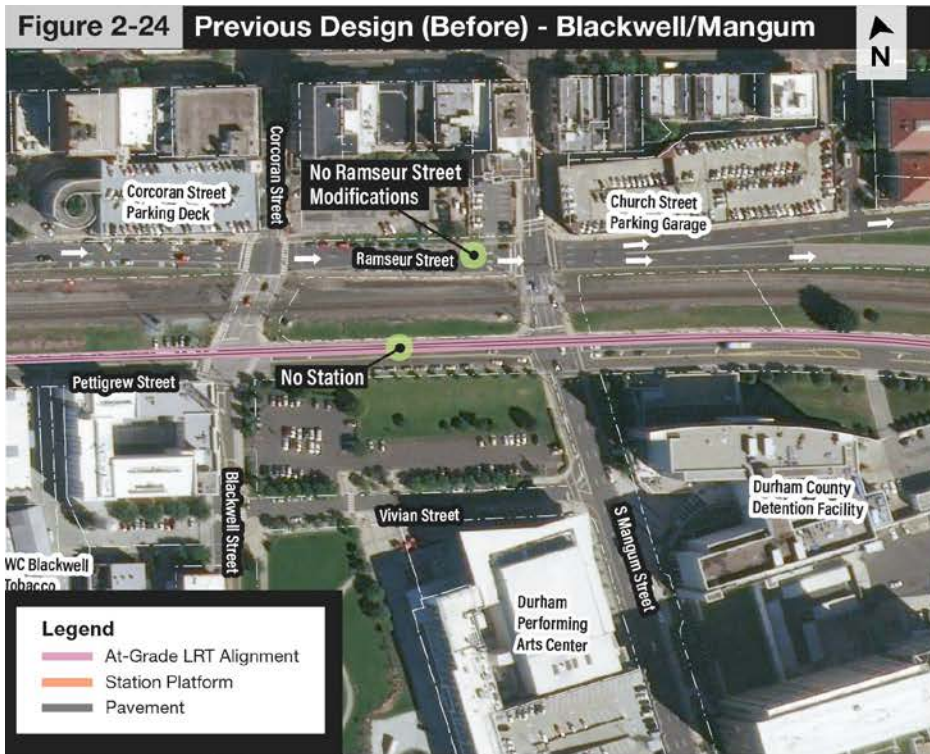 Figure 2-24
Previous Design (Before) - Blackwell/Mangum
N
Corcoran Street
No Ramseur Street
Modifications
Corcoran Street
Parking Deck
Church Street
Parking Garage
Ramseur Street
No Station
Pettigrew Street
Blackwell Street
Vivian Street
S Mangum Street
Durham County
Detention Facility
WC Blackwell
Tobacco
Durham
Performing
Arts Center
Legend
At-Grade LRT Alignment
Station Platform
Pavement